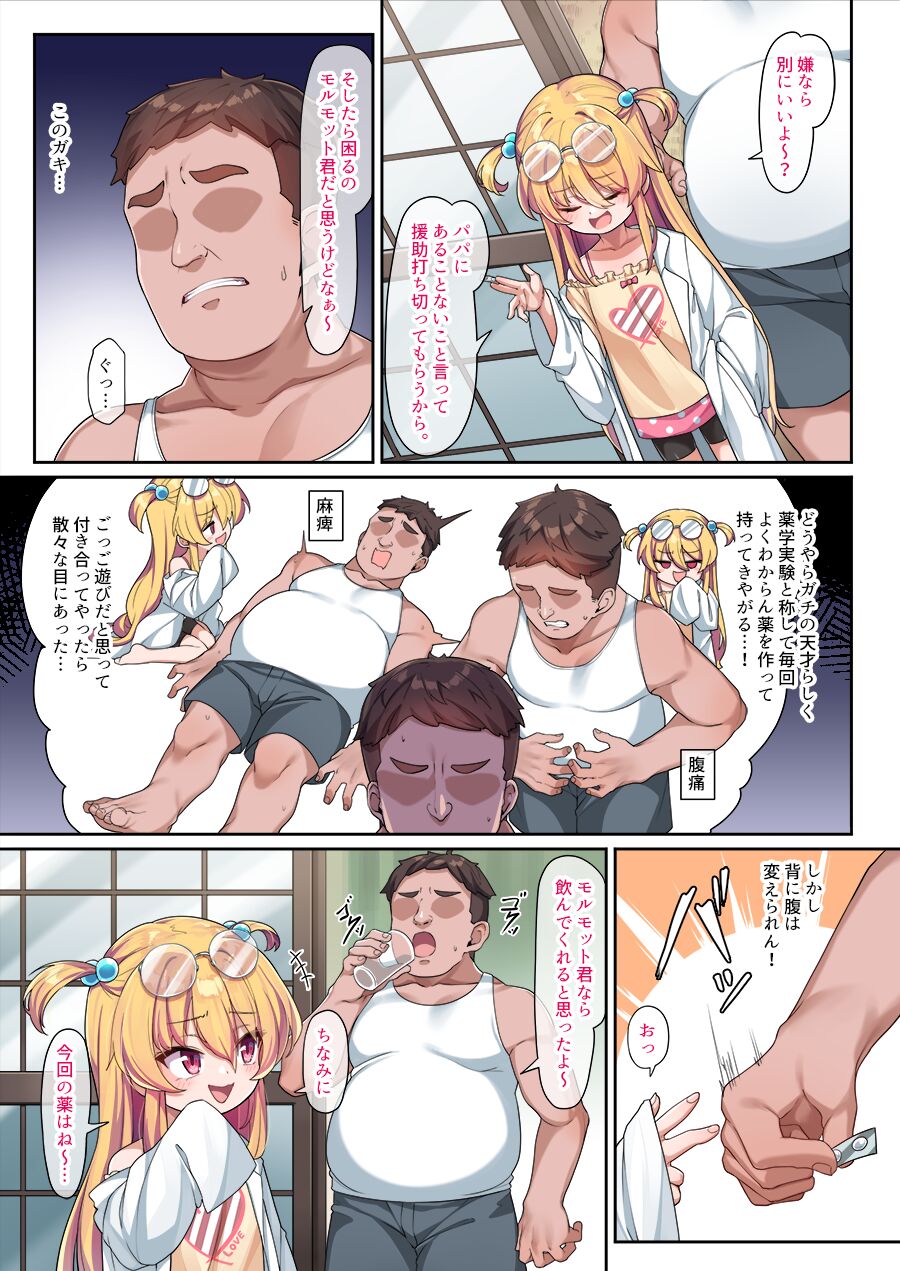 嫌なら
別にいいよ～？
パパに
あることないこと言って
援助打ち切ってもらうから。
そしたら困るの
モルモット君だと思うけどなぁ～
このガキ…
ぐっ…
LOVE
どうやらガチの天才らしく
薬学実験と称して毎回
よくわからん薬を作って
持ってきやがる…！
腹痛
麻痺
ごっご遊びだと思って
付き合ってやったら
散々な目にあった…
しかし
背に腹は
変えられん！
バッ
おっ
モルモット君なら
飲んでくれると思ったよ～
ゴクッ
ゴクッ
ちなみに
今回の薬はね～…
LOVE